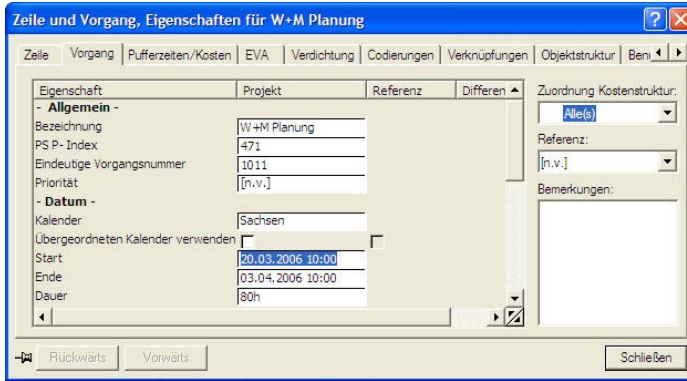 Zeile und Vorgang, Eigenschaften für W+M Planung
Zeile Vorgang Pufferzeiten/Kosten EVA Verdichtung Codierungen Verknüpfungen Objektstruktur
Eigenschaft Projekt Referenz Differen
- Allgemein -
Bezeichnung W+M Planung
PS P- Index 471
Eindeutige Vorgangsnummer 1011
Priorität [n.v.]
- Datum -
Kalender Sachsen
Übergeordneten Kalender verwenden
Start 20.03.2006 10:00
Ende 03.04.2006 10:00
Dauer 80h
Zuordnung Kostenstruktur:
Alle(s)
Referenz:
[n.v.]
Bemerkungen:
Rückwärts Vorwärts Schließen